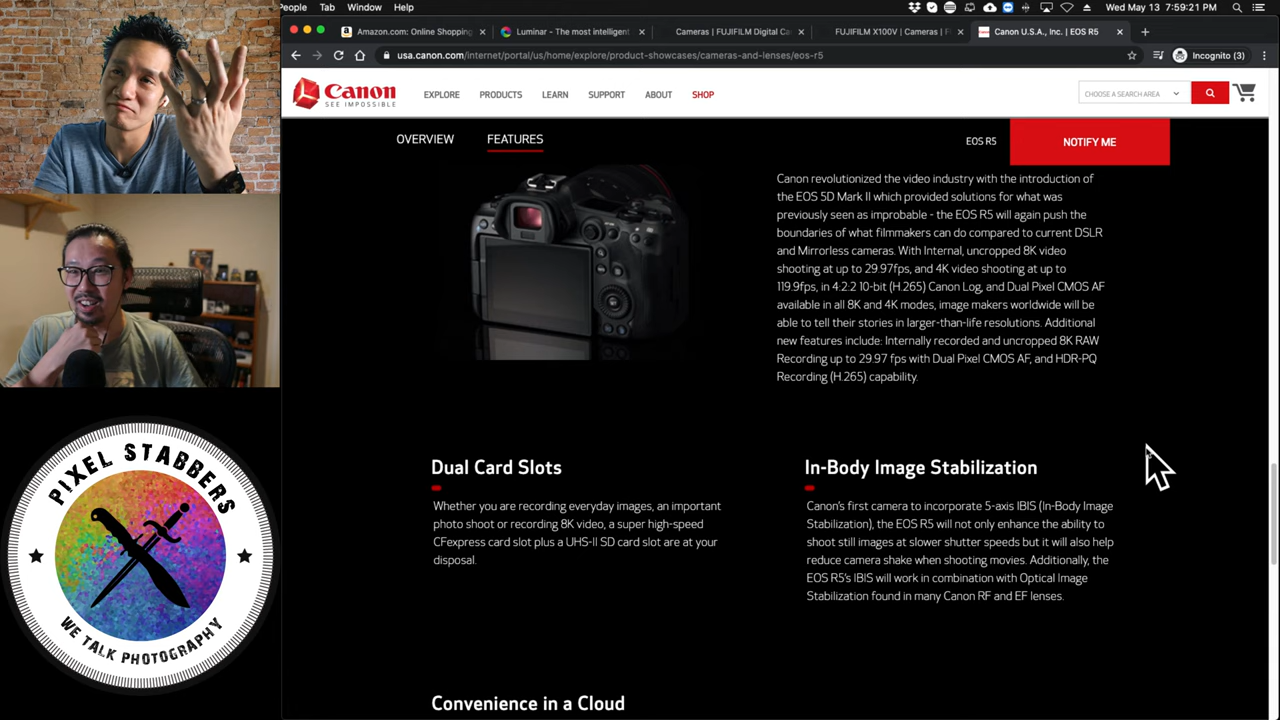 People Tab Window Help
Wed May 13 7:59:21 PM
Amazon.com: Online Shopping
Luminar - The most intelligent
Cameras | FUJIFILM Digital Ca
FUJIFILM X100V | Cameras | F
Canon U.S.A., Inc. | EOS R5
usa.canon.com/internet/portal/us/home/explore/product-showcases/cameras-and-lenses/eos-r5
Incognito (3)
Canon
SEE IMPOSSIBLE
EXPLORE PRODUCTS LEARN SUPPORT ABOUT SHOP
CHOOSE A SEARCH AREA
OVERVIEW FEATURES
EOS R5
NOTIFY ME
Canon revolutionized the video industry with the introduction of
the EOS 5D Mark II which provided solutions for what was
previously seen as improbable - the EOS R5 will again push the
boundaries of what filmmakers can do compared to current DSLR
and Mirrorless cameras. With Internal, uncropped 8K video
shooting at up to 29.97fps, and 4K video shooting at up to
119.9fps, in 4:2:2 10-bit (H.265) Canon Log, and Dual Pixel CMOS AF
available in all 8K and 4K modes, image makers worldwide will be
able to tell their stories in larger-than-life resolutions. Additional
new features include: Internally recorded and uncropped 8K RAW
Recording up to 29.97 fps with Dual Pixel CMOS AF, and HDR-PQ
Recording (H.265) capability.
Dual Card Slots
Whether you are recording everyday images, an important
photo shoot or recording 8K video, a super high-speed
CFexpress card slot plus a UHS-II SD card slot are at your
disposal.
In-Body Image Stabilization
Canon's first camera to incorporate 5-axis IBIS (In-Body Image
Stabilization), the EOS R5 will not only enhance the ability to
shoot still images at slower shutter speeds but it will also help
reduce camera shake when shooting movies. Additionally, the
EOS R5's IBIS will work in combination with Optical Image
Stabilization found in many Canon RF and EF lenses.
Convenience in a Cloud
PIXEL STABBERS
WE TALK PHOTOGRAPHY